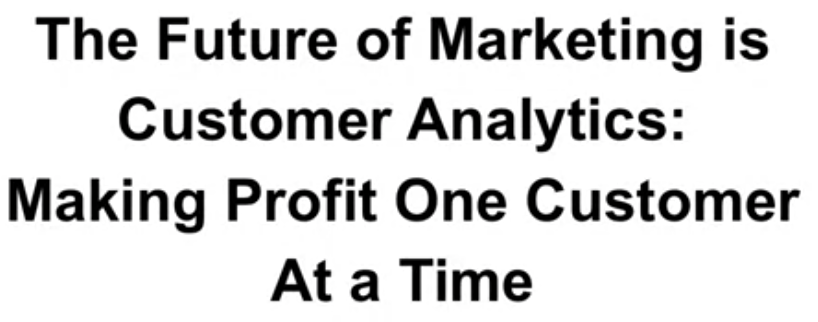 The Future of Marketing is
Customer Analytics:
Making Profit One Customer
At a Time